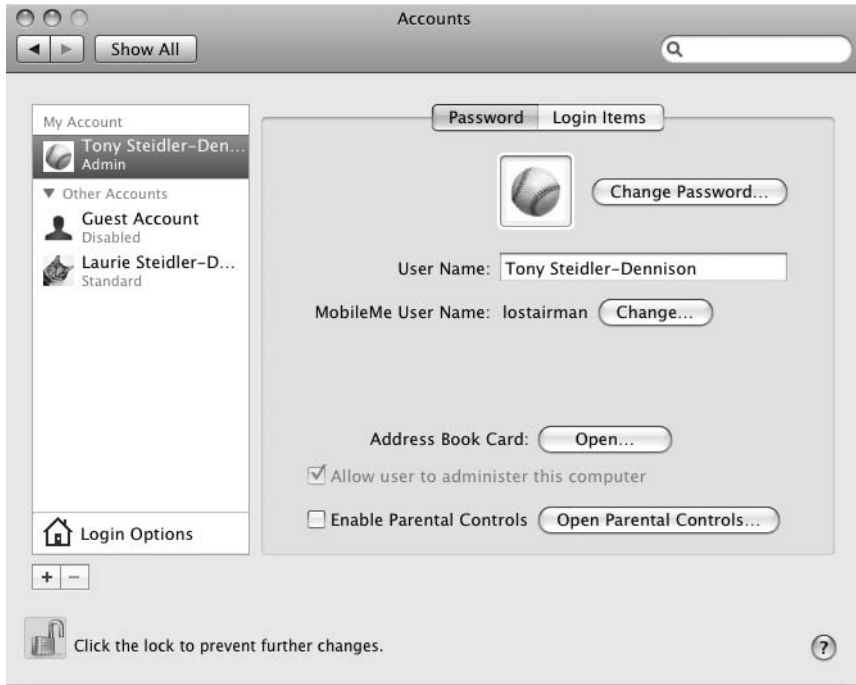 Accounts
Show All
My Account
Tony Steidler-Den...
Admin
Other Accounts
Guest Account
Disabled
Laurie Steidler-D...
Standard
Login Options
+ −
Password Login Items
Change Password...
User Name: Tony Steidler-Dennison
MobileMe User Name: lostairman Change...
Address Book Card: Open...
Allow user to administer this computer
Enable Parental Controls Open Parental Controls...
Click the lock to prevent further changes.
?